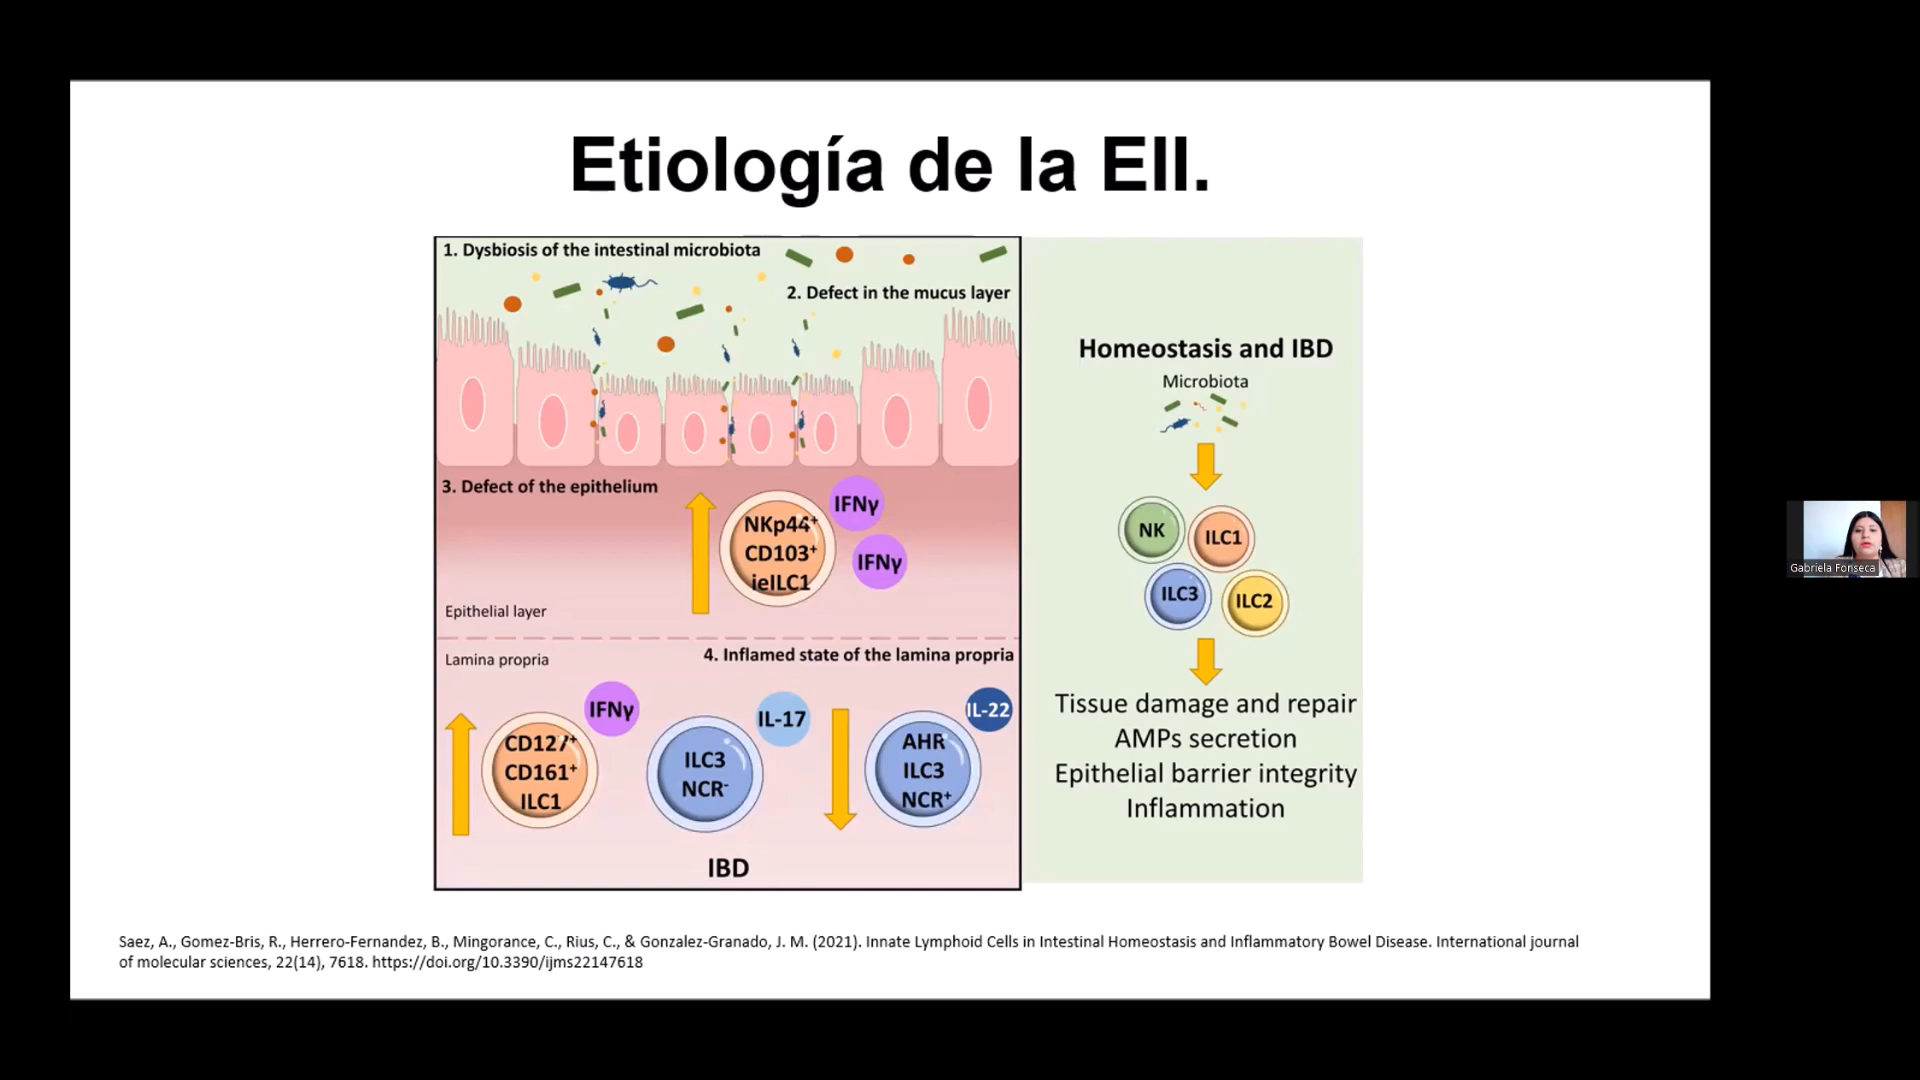 Etiología de la EII.
1. Dysbiosis of the intestinal microbiota
2. Defect in the mucus layer
3. Defect of the epithelium
NKp44⁺
CD103⁺
ieILC1
IFNγ
IFNγ
Epithelial layer
Lamina propria
4. Inflamed state of the lamina propria
CD127⁺
CD161⁺
ILC1
IFNγ
ILC3
NCR⁻
IL-17
AHR
ILC3
NCR⁺
IL-22
IBD
Homeostasis and IBD
Microbiota
NK
ILC1
ILC3
ILC2
Tissue damage and repair
AMPs secretion
Epithelial barrier integrity
Inflammation
Saez, A., Gomez-Bris, R., Herrero-Fernandez, B., Mingorance, C., Rius, C., & Gonzalez-Granado, J. M. (2021). Innate Lymphoid Cells in Intestinal Homeostasis and Inflammatory Bowel Disease. International journal
of molecular sciences, 22(14), 7618. https://doi.org/10.3390/ijms22147618
Gabriela Fonseca